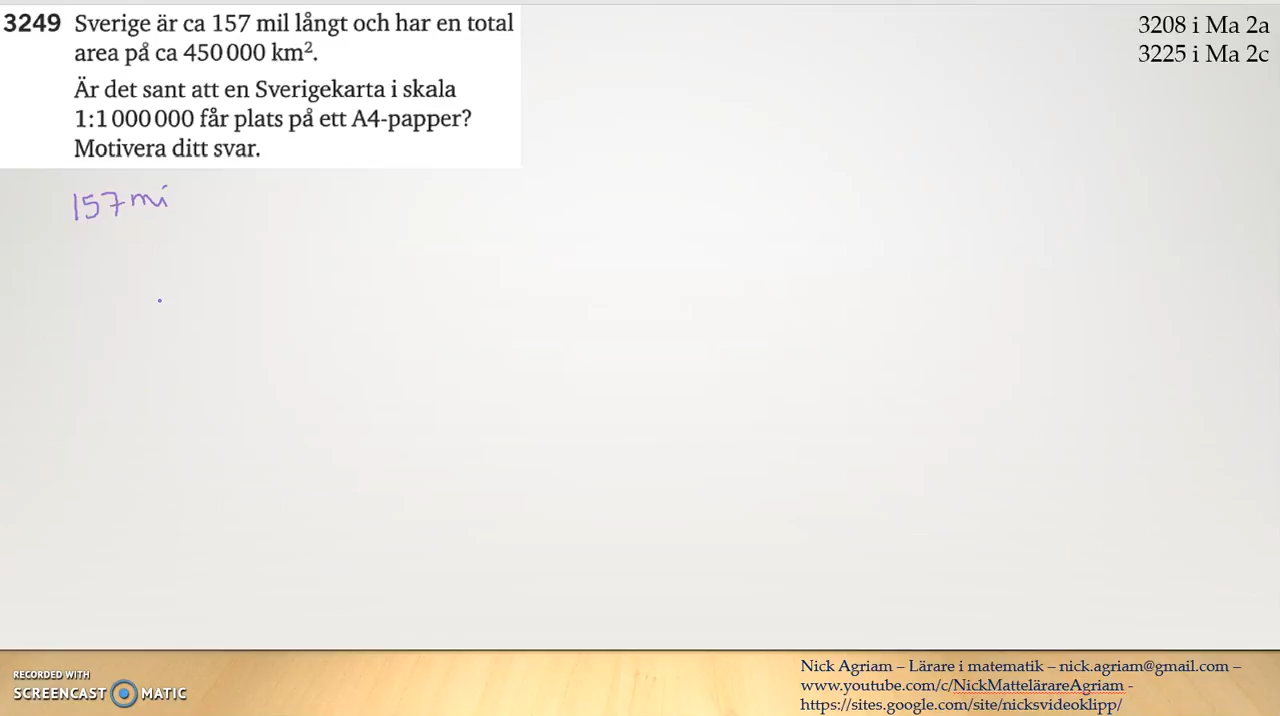 3249 Sverige är ca 157 mil långt och har en total
area på ca 450 000 km².
Är det sant att en Sverigekarta i skala
1:1 000 000 får plats på ett A4-papper?
Motivera ditt svar.
3208 i Ma 2a
3225 i Ma 2c
157 mi
RECORDED WITH
SCREENCAST MATIC
Nick Agriam – Lärare i matematik – nick.agriam@gmail.com –
www.youtube.com/c/NickMattelärareAgriam -
https://sites.google.com/site/nicksvideoklipp/